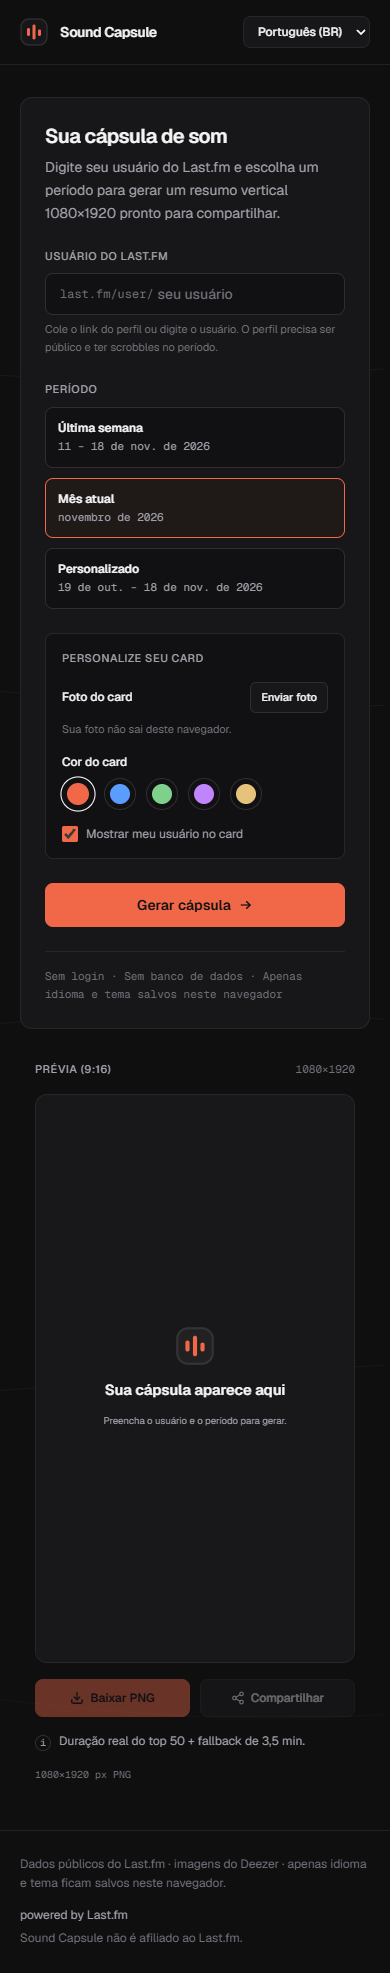 Sound Capsule
Português (BR)
Sua cápsula de som
Digite seu usuário do Last.fm e escolha um
período para gerar um resumo vertical
1080×1920 pronto para compartilhar.
USUÁRIO DO LAST.FM
last.fm/user/ seu usuário
Cole o link do perfil ou digite o usuário. O perfil precisa ser
público e ter scrobbles no período.
PERÍODO
Última semana
11 – 18 de nov. de 2026
Mês atual
novembro de 2026
Personalizado
19 de out. – 18 de nov. de 2026
PERSONALIZE SEU CARD
Foto do card
Enviar foto
Sua foto não sai deste navegador.
Cor do card
Mostrar meu usuário no card
Gerar cápsula →
Sem login · Sem banco de dados · Apenas
idioma e tema salvos neste navegador
PRÉVIA (9:16)
1080×1920
Sua cápsula aparece aqui
Preencha o usuário e o período para gerar.
Baixar PNG
Compartilhar
i Duração real do top 50 + fallback de 3,5 min.
1080×1920 px PNG
Dados públicos do Last.fm · imagens do Deezer · apenas idioma
e tema ficam salvos neste navegador.
powered by Last.fm
Sound Capsule não é afiliado ao Last.fm.